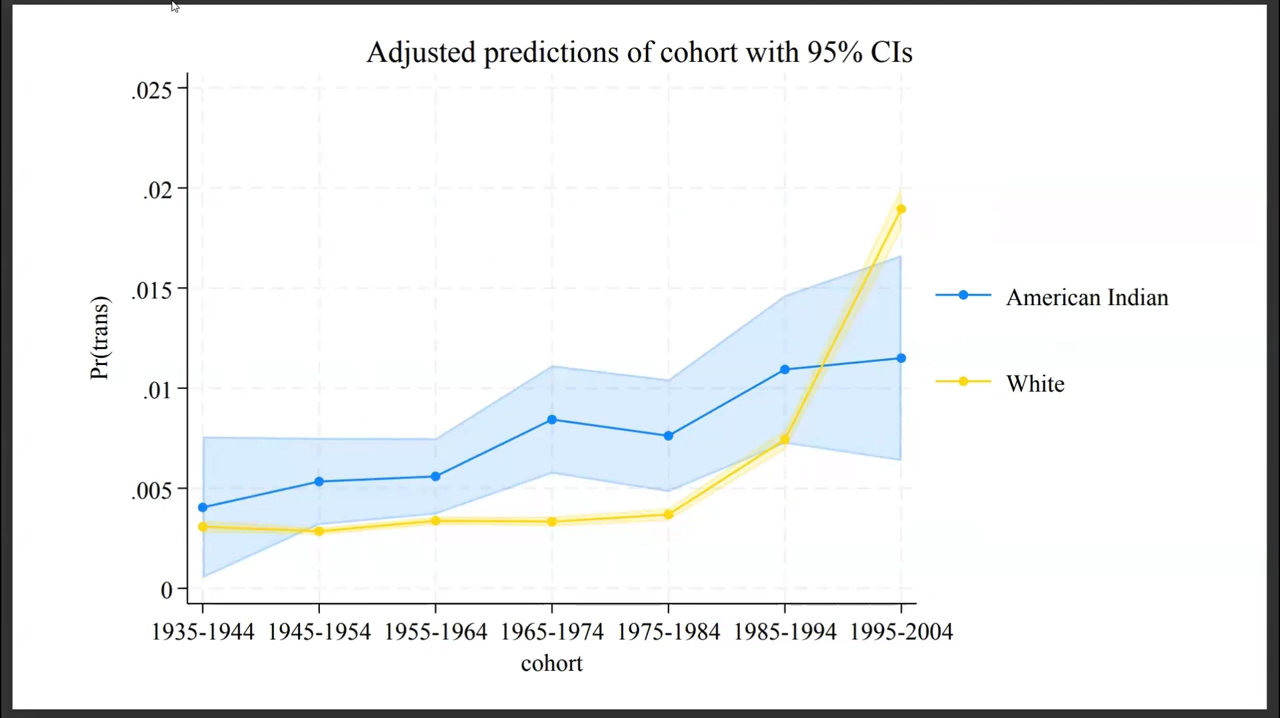 Adjusted predictions of cohort with 95% CIs
.025
.02
.015
.01
.005
0
Pr(trans)
1935-1944 1945-1954 1955-1964 1965-1974 1975-1984 1985-1994 1995-2004
cohort
American Indian
White